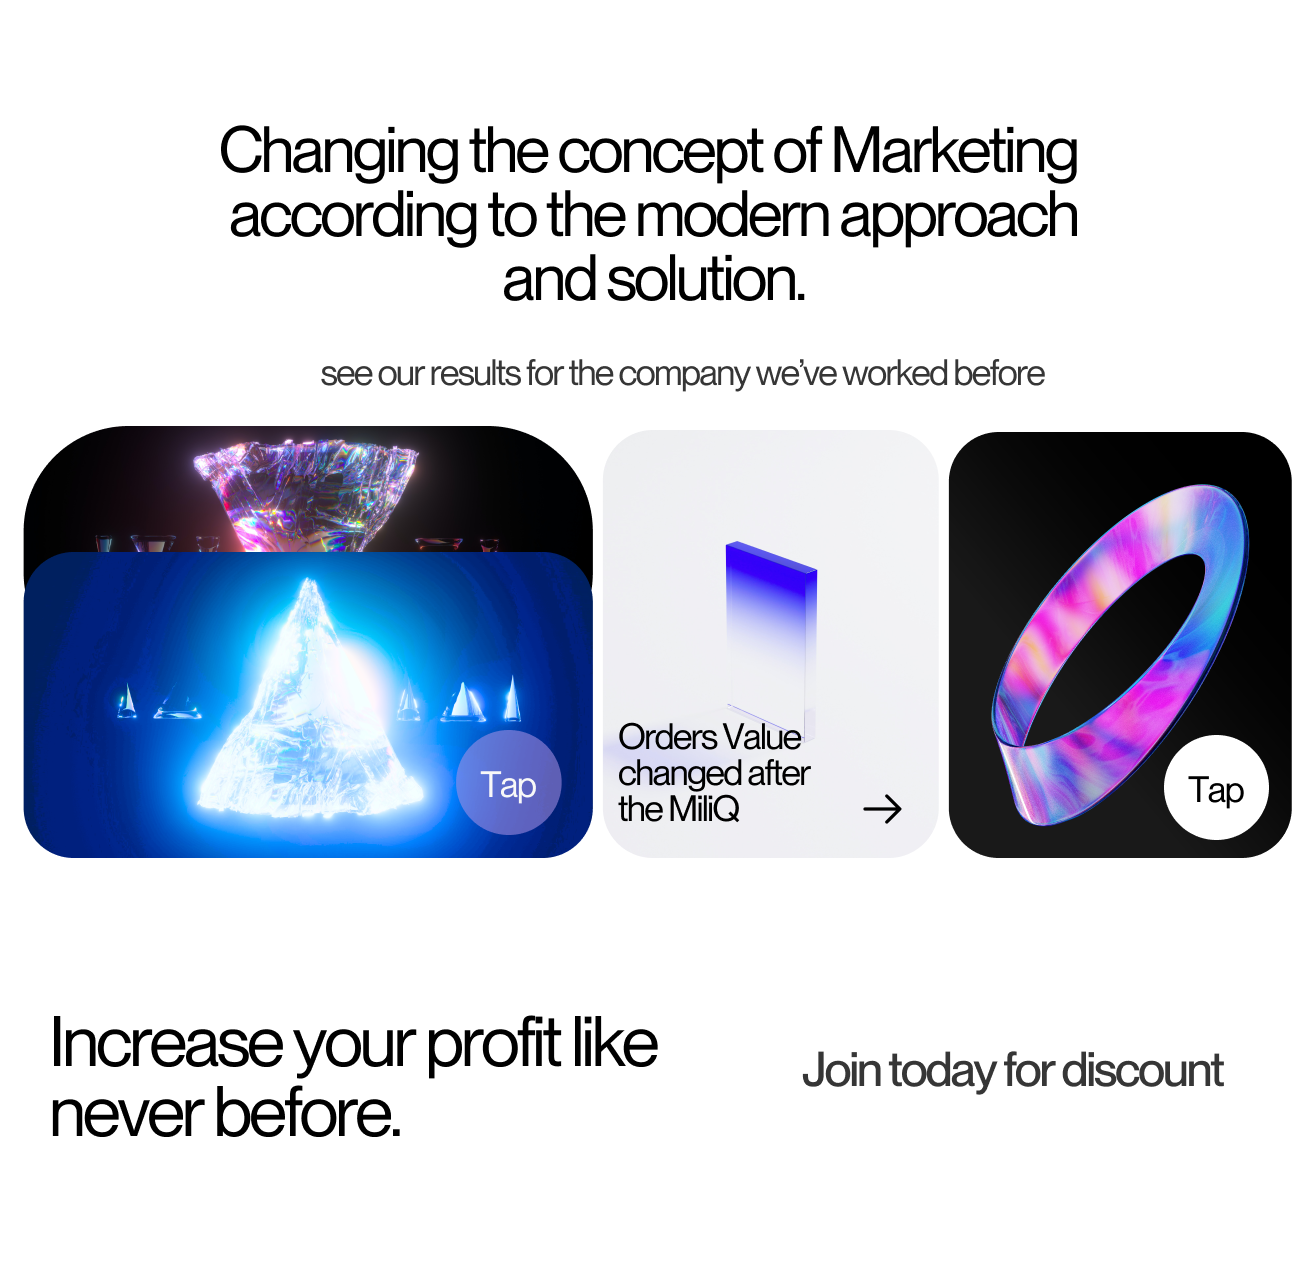 Changing the concept of Marketing
according to the modern approach
and solution.
see our results for the company we’ve worked before
Tap
Orders Value
changed after
the MiliQ
Tap
Increase your profit like
never before.
Join today for discount